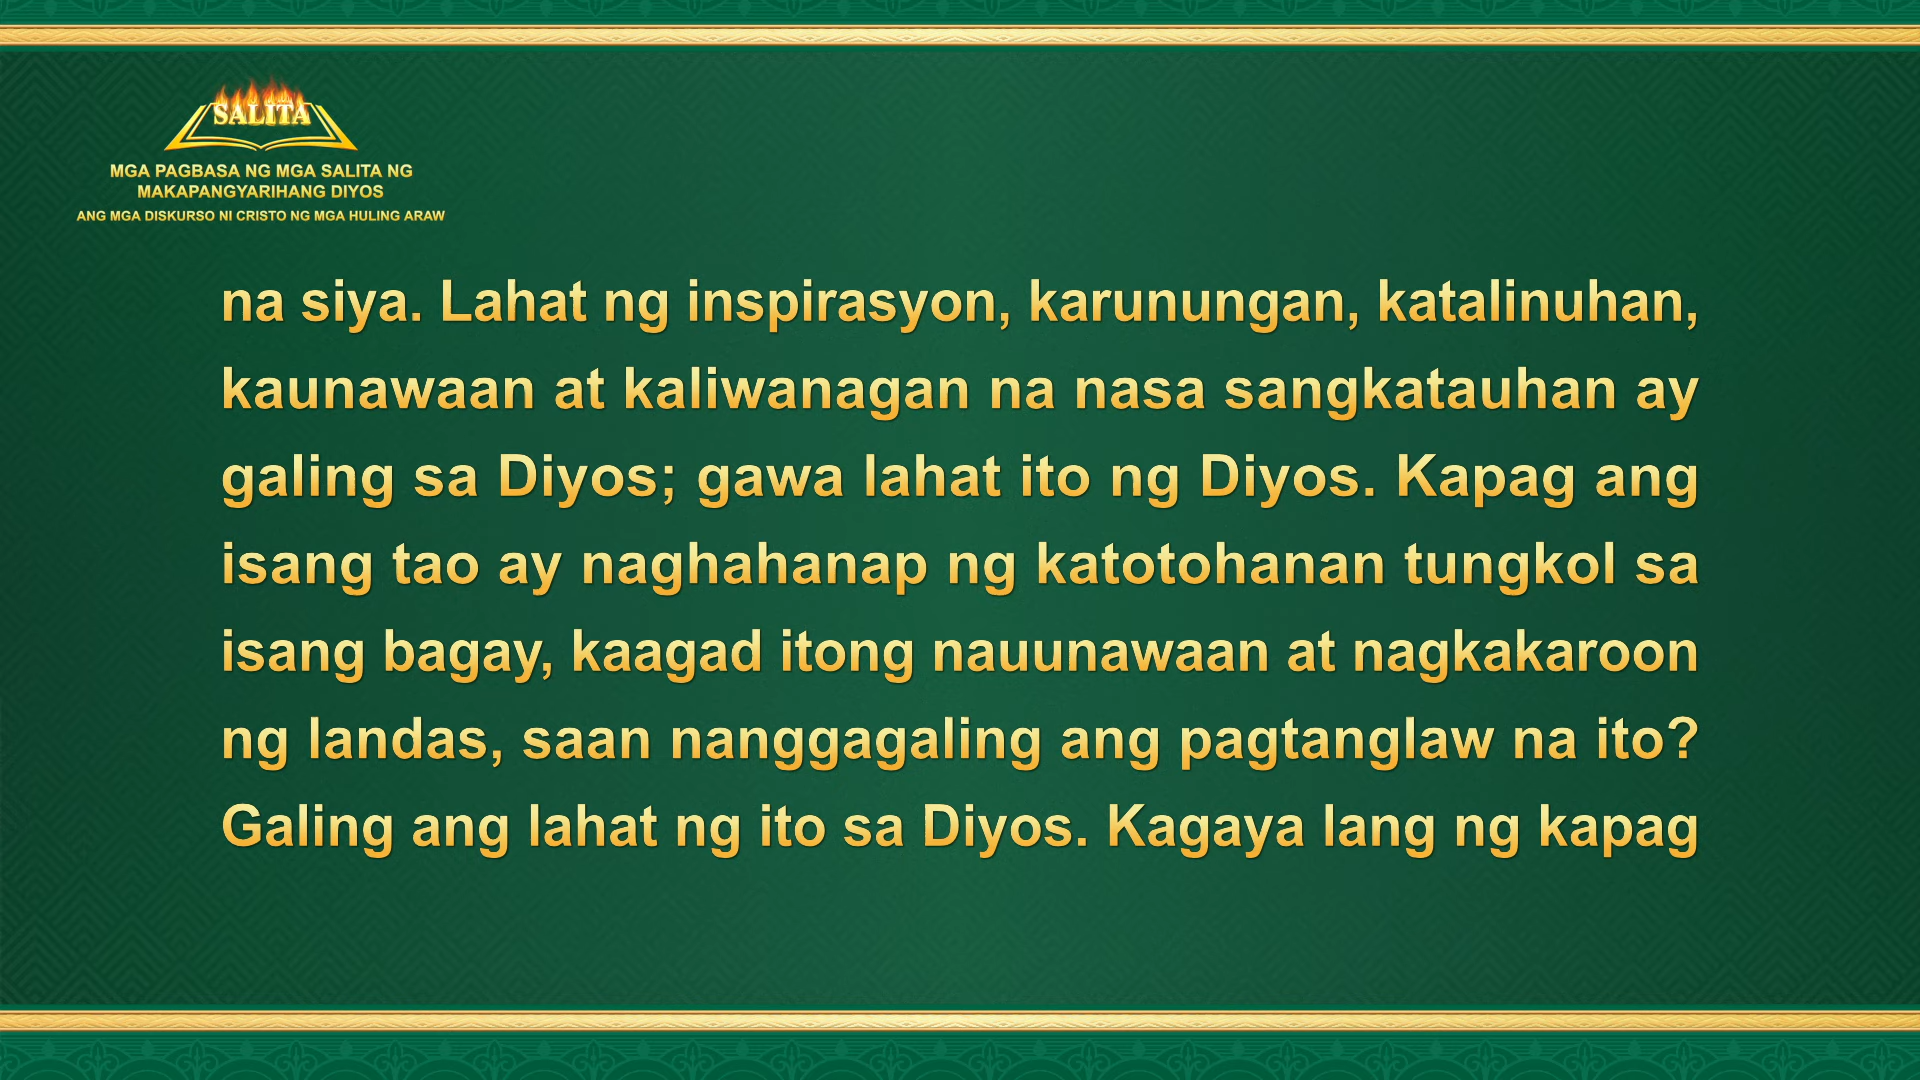 SALITA
MGA PAGBASA NG MGA SALITA NG
MAKAPANGYARIHANG DIYOS
ANG MGA DISKURSO NI CRISTO NG MGA HULING ARAW
na siya. Lahat ng inspirasyon, karunungan, katalinuhan,
kaunawaan at kaliwanagan na nasa sangkatauhan ay
galing sa Diyos; gawa lahat ito ng Diyos. Kapag ang
isang tao ay naghahanap ng katotohanan tungkol sa
isang bagay, kaagad itong nauunawaan at nagkakaroon
ng landas, saan nanggagaling ang pagtanglaw na ito?
Galing ang lahat ng ito sa Diyos. Kagaya lang ng kapag